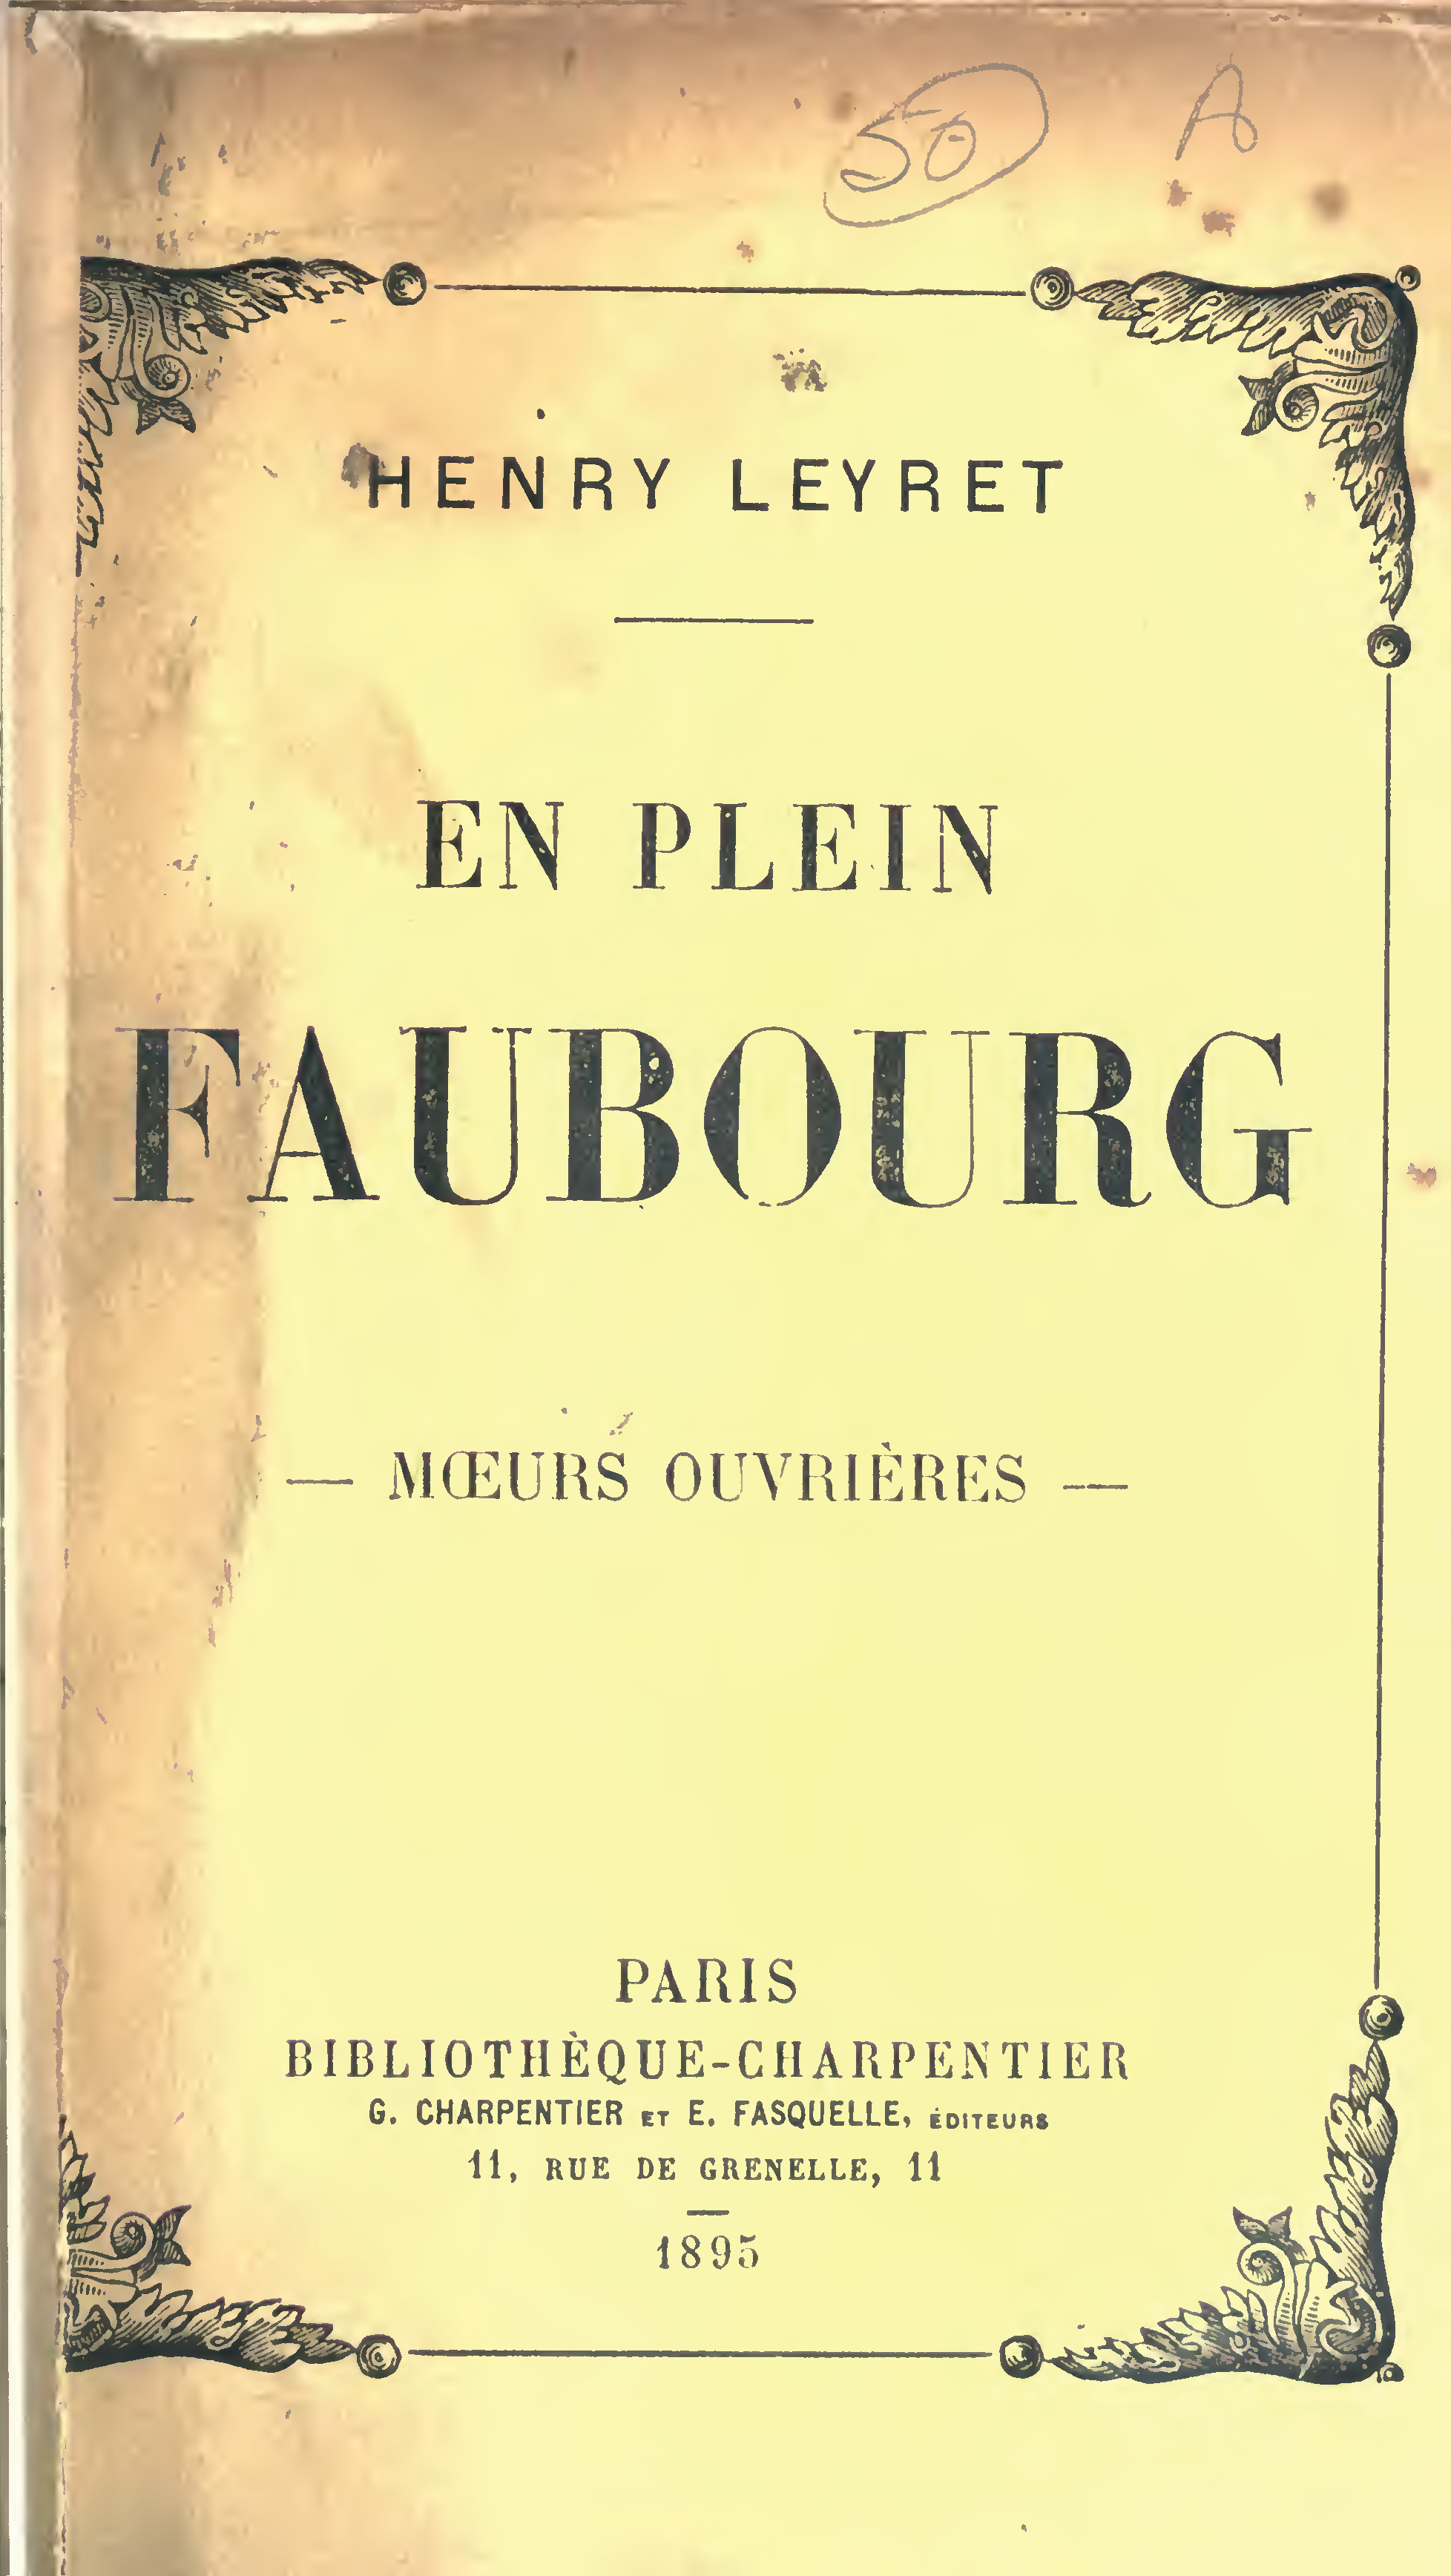 50 A
HENRY LEYRET
EN PLEIN
FAUBOURG
— MŒURS OUVRIÈRES —
PARIS
BIBLIOTHÈQUE-CHARPENTIER
G. CHARPENTIER ET E. FASQUELLE, ÉDITEURS
11, RUE DE GRENELLE, 11
1895